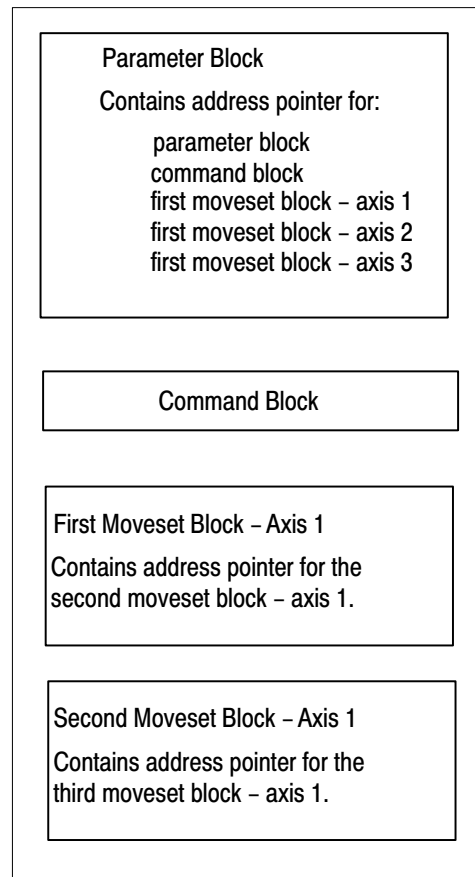 Parameter Block
Contains address pointer for:
parameter block
command block
first moveset block – axis 1
first moveset block – axis 2
first moveset block – axis 3
Command Block
First Moveset Block – Axis 1
Contains address pointer for the
second moveset block – axis 1.
Second Moveset Block – Axis 1
Contains address pointer for the
third moveset block – axis 1.